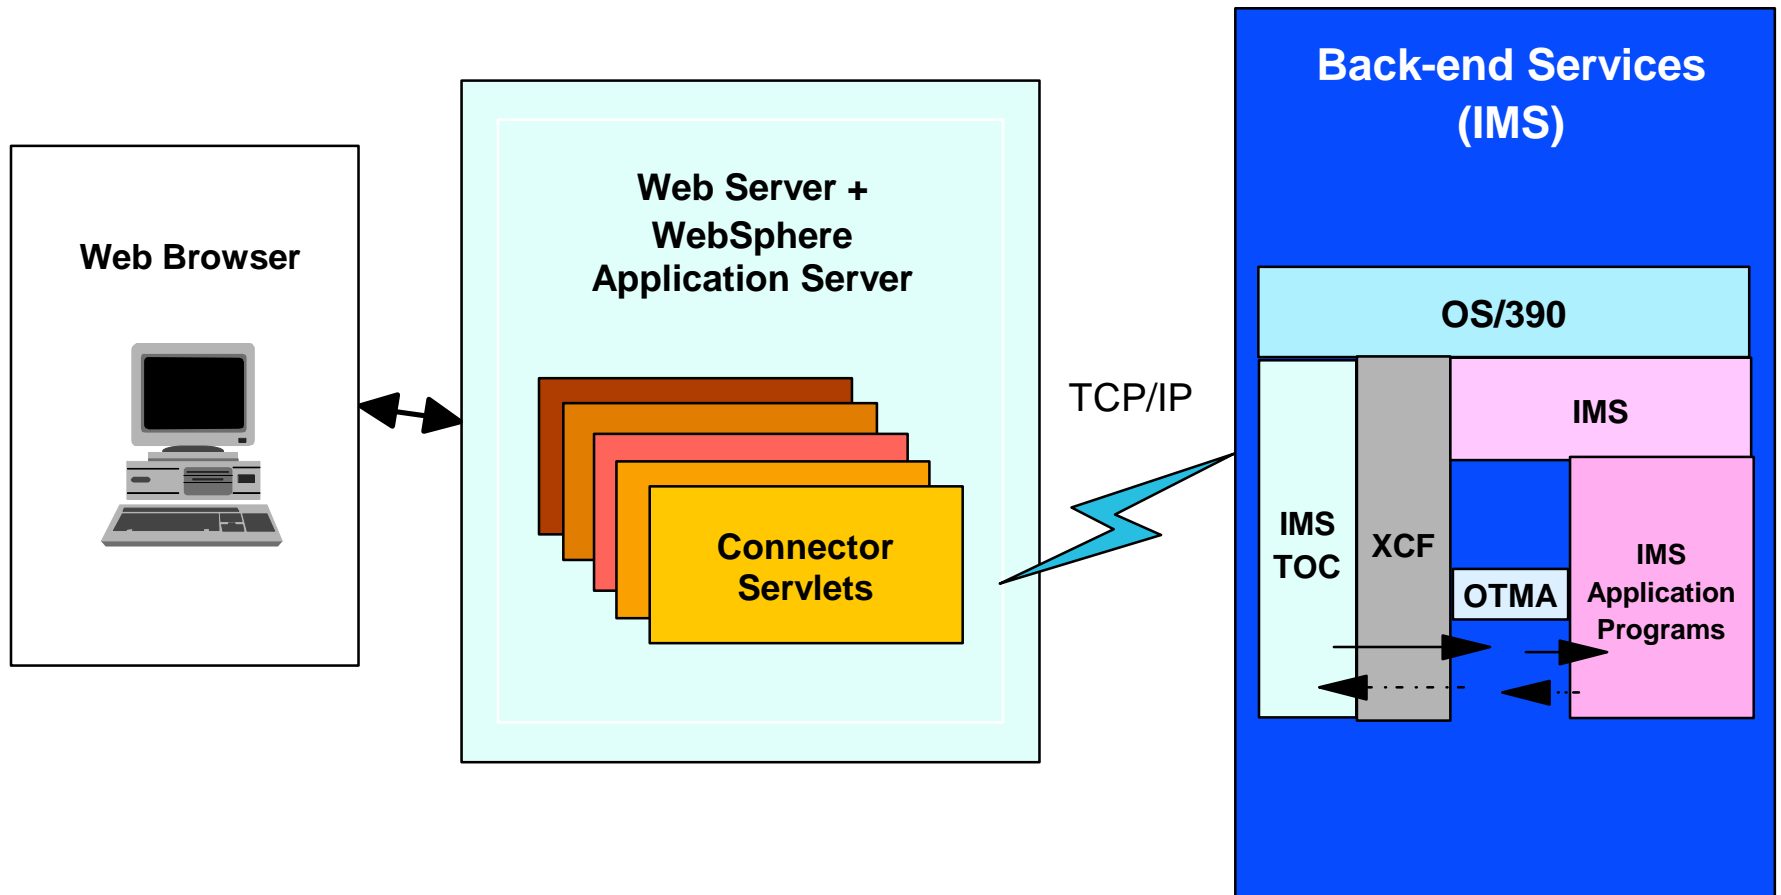 Web Browser
Web Server +
WebSphere
Application Server
Connector
Servlets
TCP/IP
Back-end Services
(IMS)
OS/390
IMS
TOC
XCF
IMS
OTMA
IMS
Application
Programs